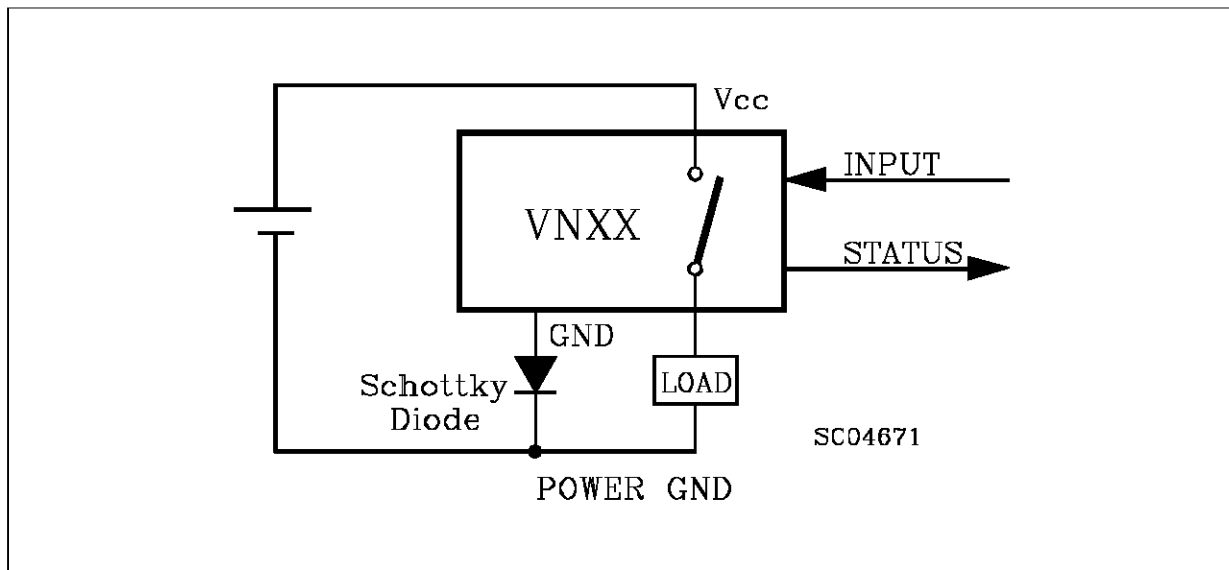 Vcc
INPUT
VNXX
STATUS
GND
Schottky
Diode
LOAD
SC04671
POWER GND